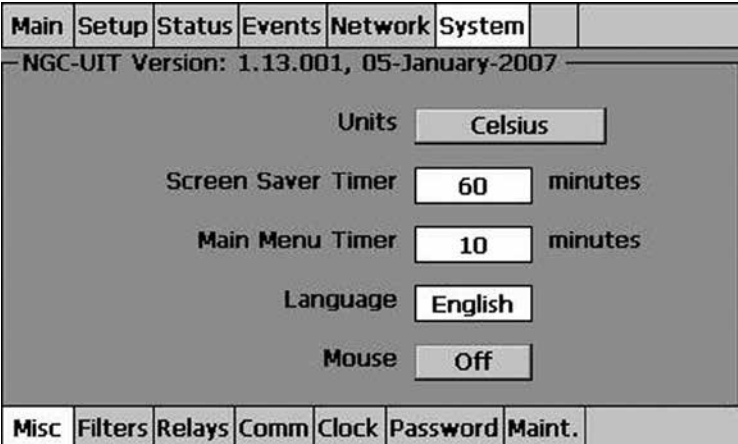 Main Setup Status Events Network System
NGC-UIT Version: 1.13.001, 05-January-2007
Units Celsius
Screen Saver Timer 60 minutes
Main Menu Timer 10 minutes
Language English
Mouse Off
Misc Filters Relays Comm Clock Password Maint.